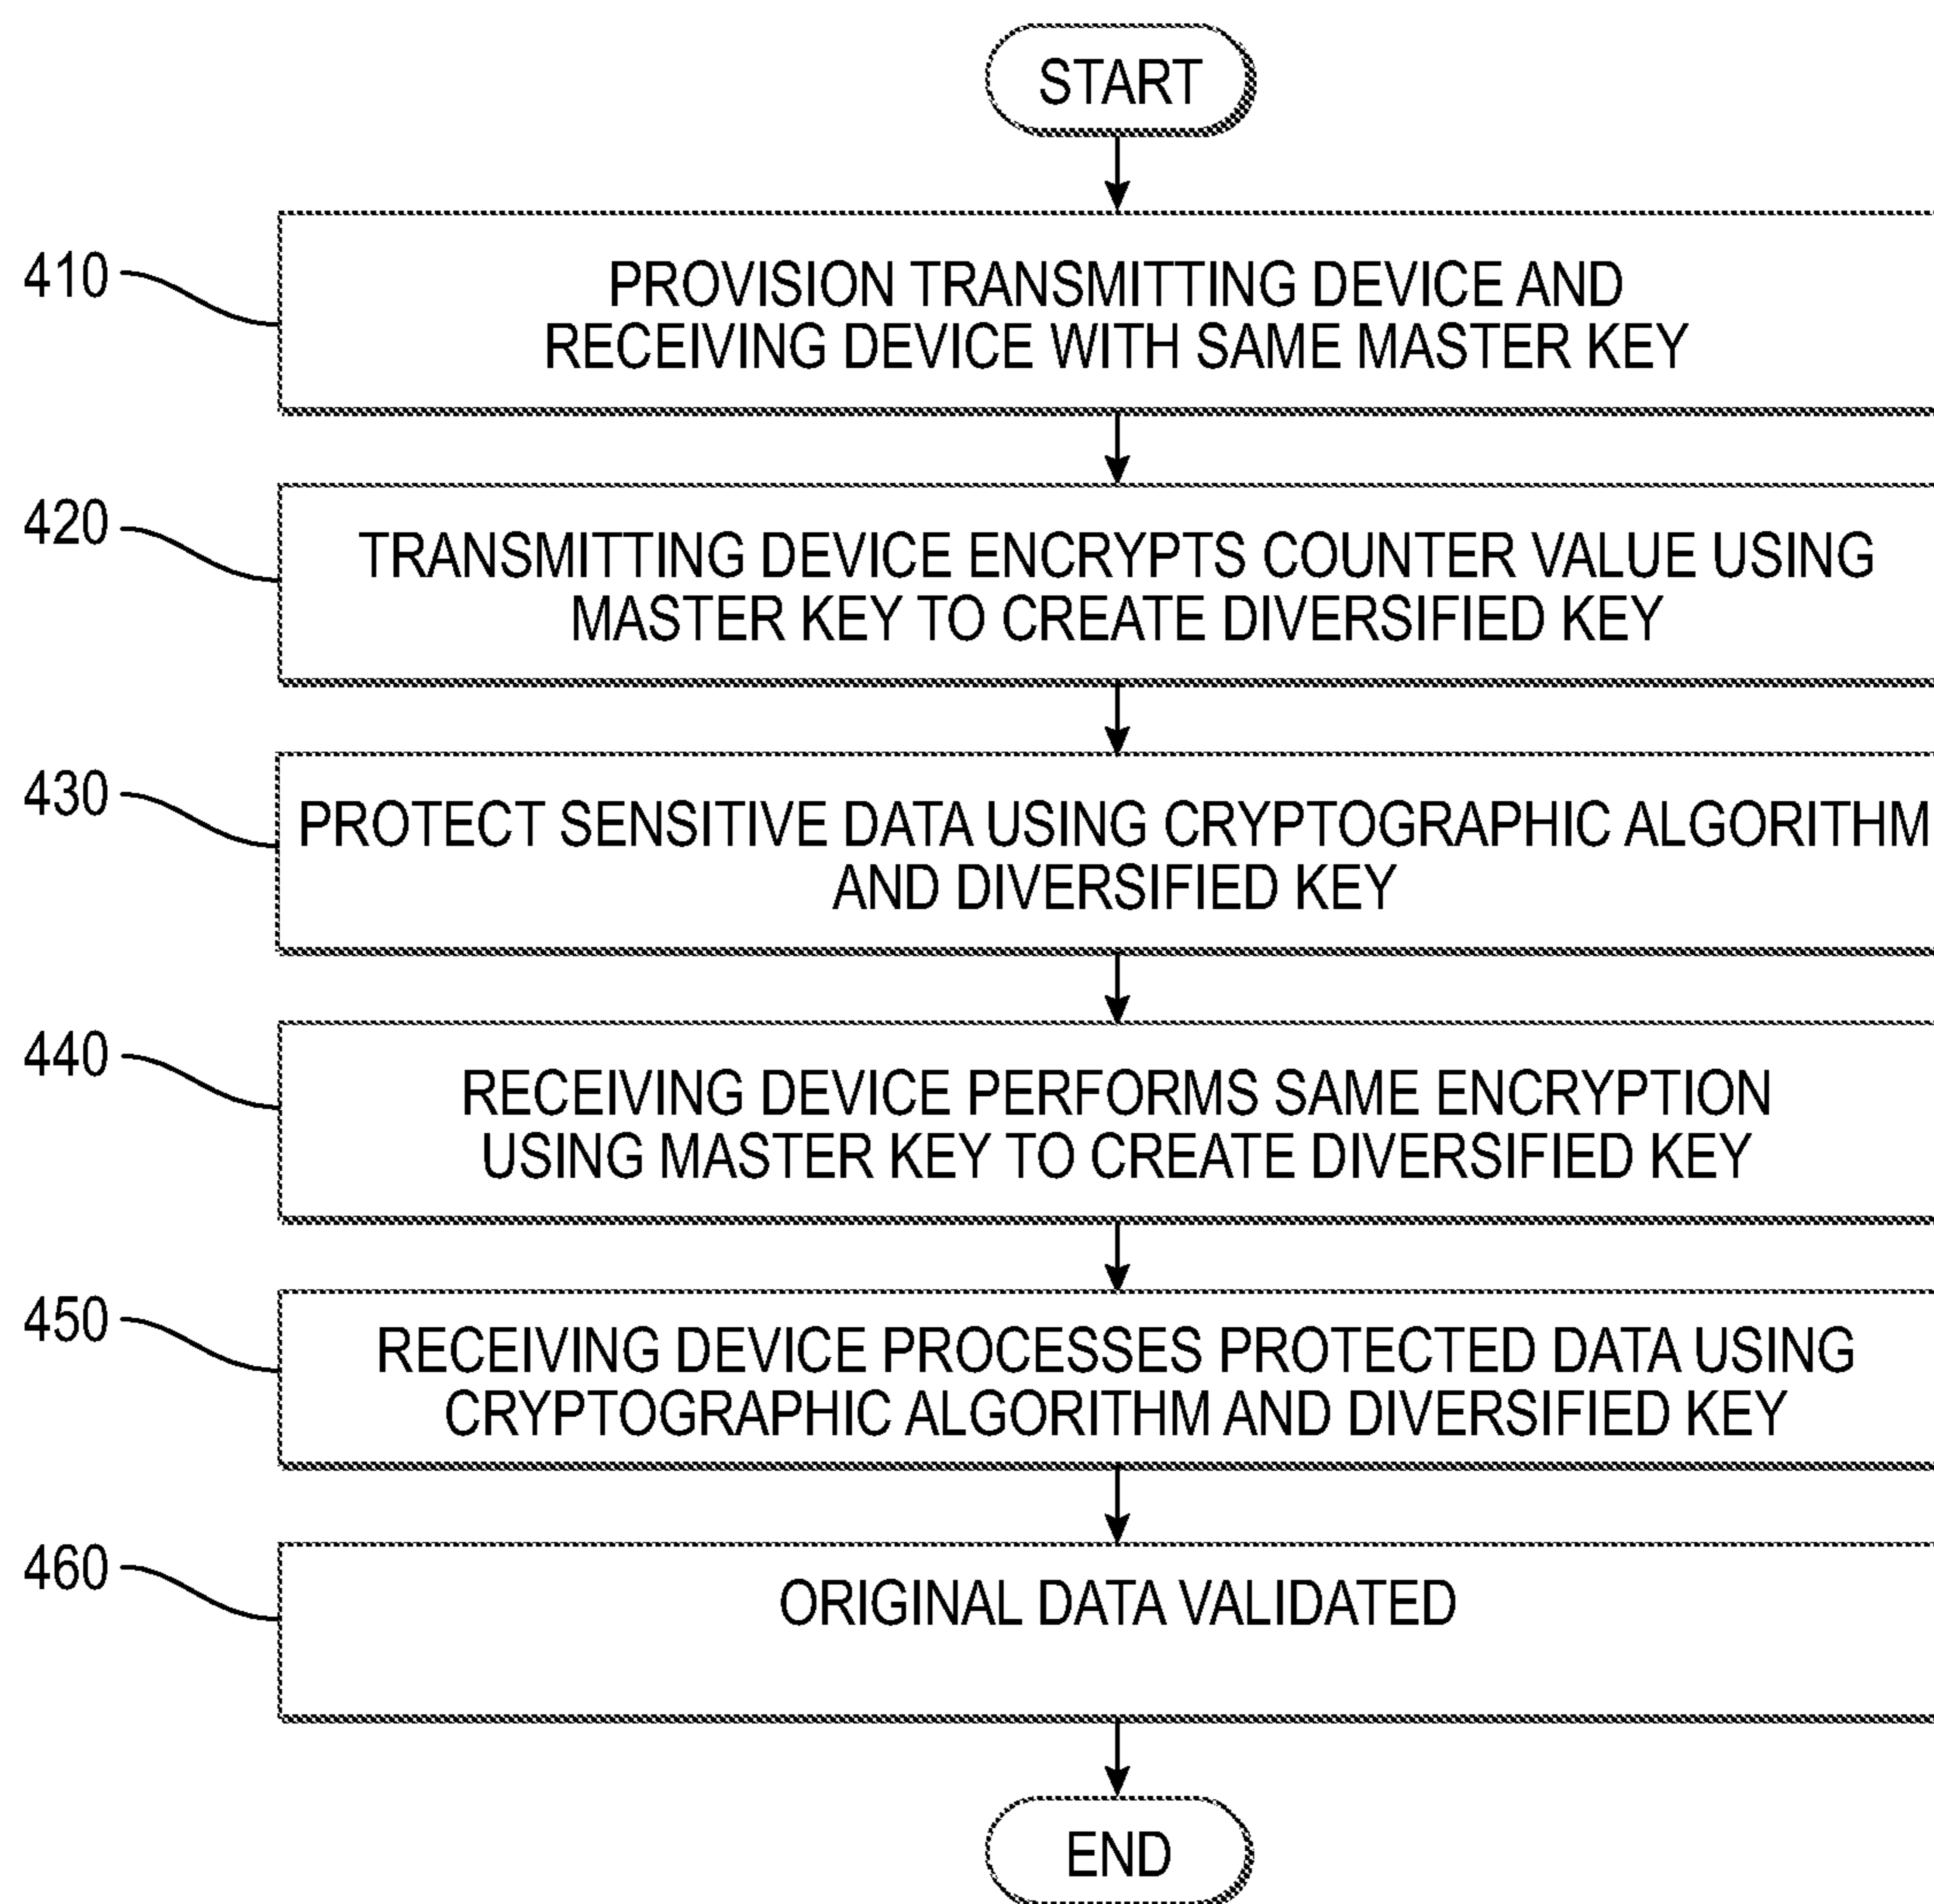 START
410
PROVISION TRANSMITTING DEVICE AND
RECEIVING DEVICE WITH SAME MASTER KEY
420
TRANSMITTING DEVICE ENCRYPTS COUNTER VALUE USING
MASTER KEY TO CREATE DIVERSIFIED KEY
430
PROTECT SENSITIVE DATA USING CRYPTOGRAPHIC ALGORITHM
AND DIVERSIFIED KEY
440
RECEIVING DEVICE PERFORMS SAME ENCRYPTION
USING MASTER KEY TO CREATE DIVERSIFIED KEY
450
RECEIVING DEVICE PROCESSES PROTECTED DATA USING
CRYPTOGRAPHIC ALGORITHM AND DIVERSIFIED KEY
460
ORIGINAL DATA VALIDATED
END